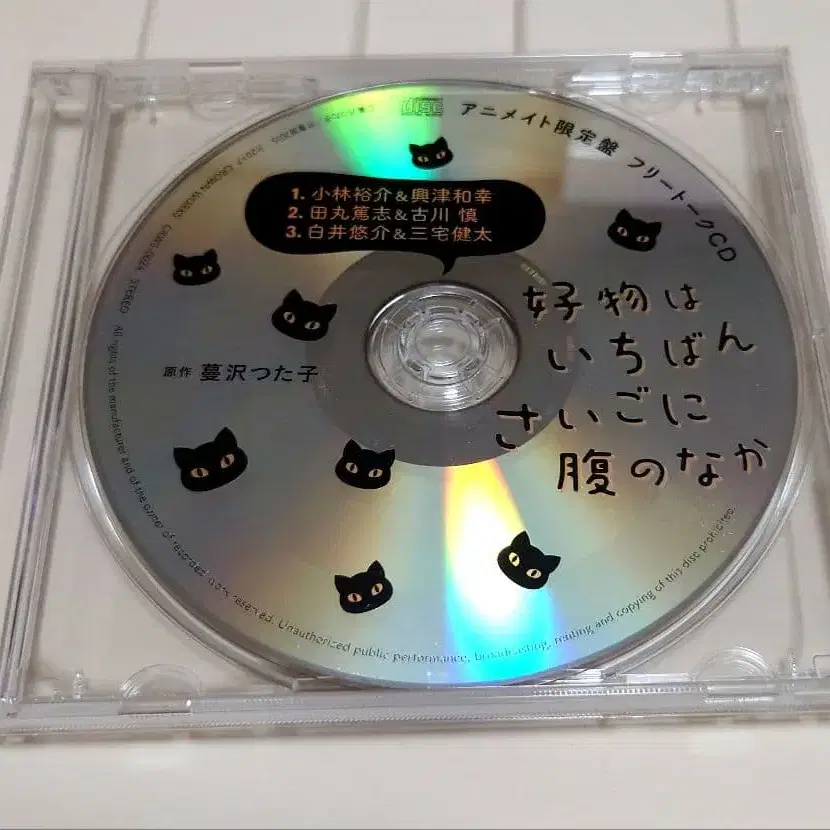 DISC
アニメイト限定盤 フリートークCD
1. 小林裕介&興津和幸
2. 田丸篤志&古川 慎
3. 白井悠介&三宅健太
好物は
いちばん
さいごに
腹のなか
原作 蔓沢つた子
STEREO All rights of the manufacturer and of the owner of recorded work reserved. Unauthorized public performance, broadcasting, renting and copying of this disc prohibited.
CROWN WORKS